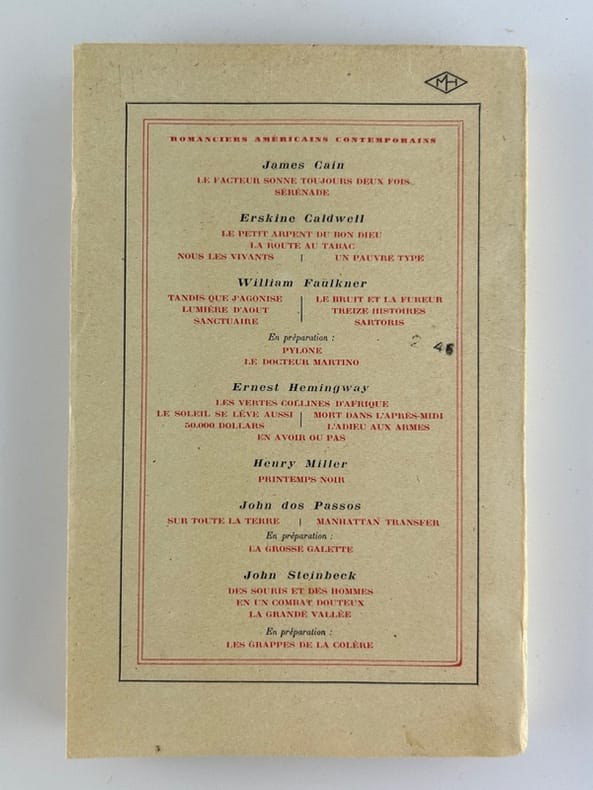 MH
ROMANCIERS AMÉRICAINS CONTEMPORAINS
James Cain
LE FACTEUR SONNE TOUJOURS DEUX FOIS.
SÉRÉNADE
Erskine Caldwell
LE PETIT ARPENT DU BON DIEU
LA ROUTE AU TABAC
NOUS LES VIVANTS | UN PAUVRE TYPE
William Faulkner
TANDIS QUE J'AGONISE | LE BRUIT ET LA FUREUR
LUMIÈRE D'AOUT | TREIZE HISTOIRES
SANCTUAIRE | SARTORIS
En préparation :
PYLONE
LE DOCTEUR MARTINO
45
Ernest Hemingway
LES VERTES COLLINES D'AFRIQUE
LE SOLEIL SE LÈVE AUSSI | MORT DANS L'APRÈS-MIDI
50.000 DOLLARS | L'ADIEU AUX ARMES
EN AVOIR OU PAS
Henry Miller
PRINTEMPS NOIR
John dos Passos
SUR TOUTE LA TERRE | MANHATTAN TRANSFER
En préparation :
LA GROSSE GALETTE
John Steinbeck
DES SOURIS ET DES HOMMES
EN UN COMBAT DOUTEUX
LA GRANDE VALLÉE
En préparation :
LES GRAPPES DE LA COLÈRE